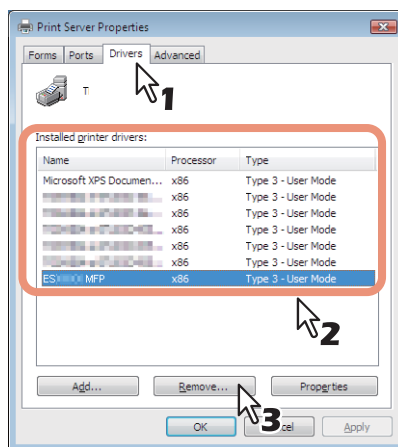 Print Server Properties
Forms Ports Drivers Advanced
T
1
Installed printer drivers:
Name Processor Type
Microsoft XPS Documen... x86 Type 3 - User Mode
x86 Type 3 - User Mode
x86 Type 3 - User Mode
x86 Type 3 - User Mode
x86 Type 3 - User Mode
x86 Type 3 - User Mode
ES MFP x86 Type 3 - User Mode
2
Add... Remove... Properties
3
OK Apply